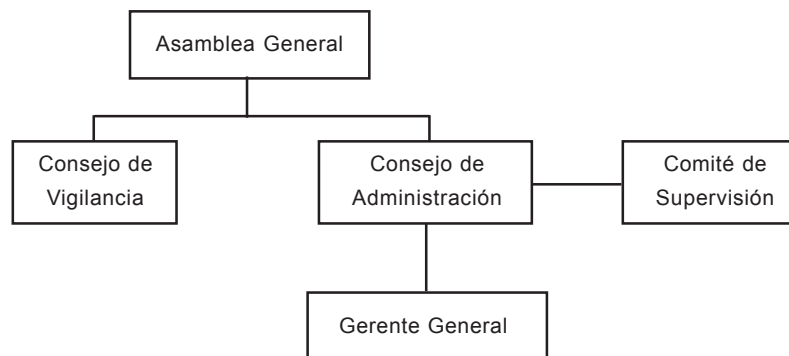 Asamblea General
Consejo de
Vigilancia
Consejo de
Administración
Comité de
Supervisión
Gerente General